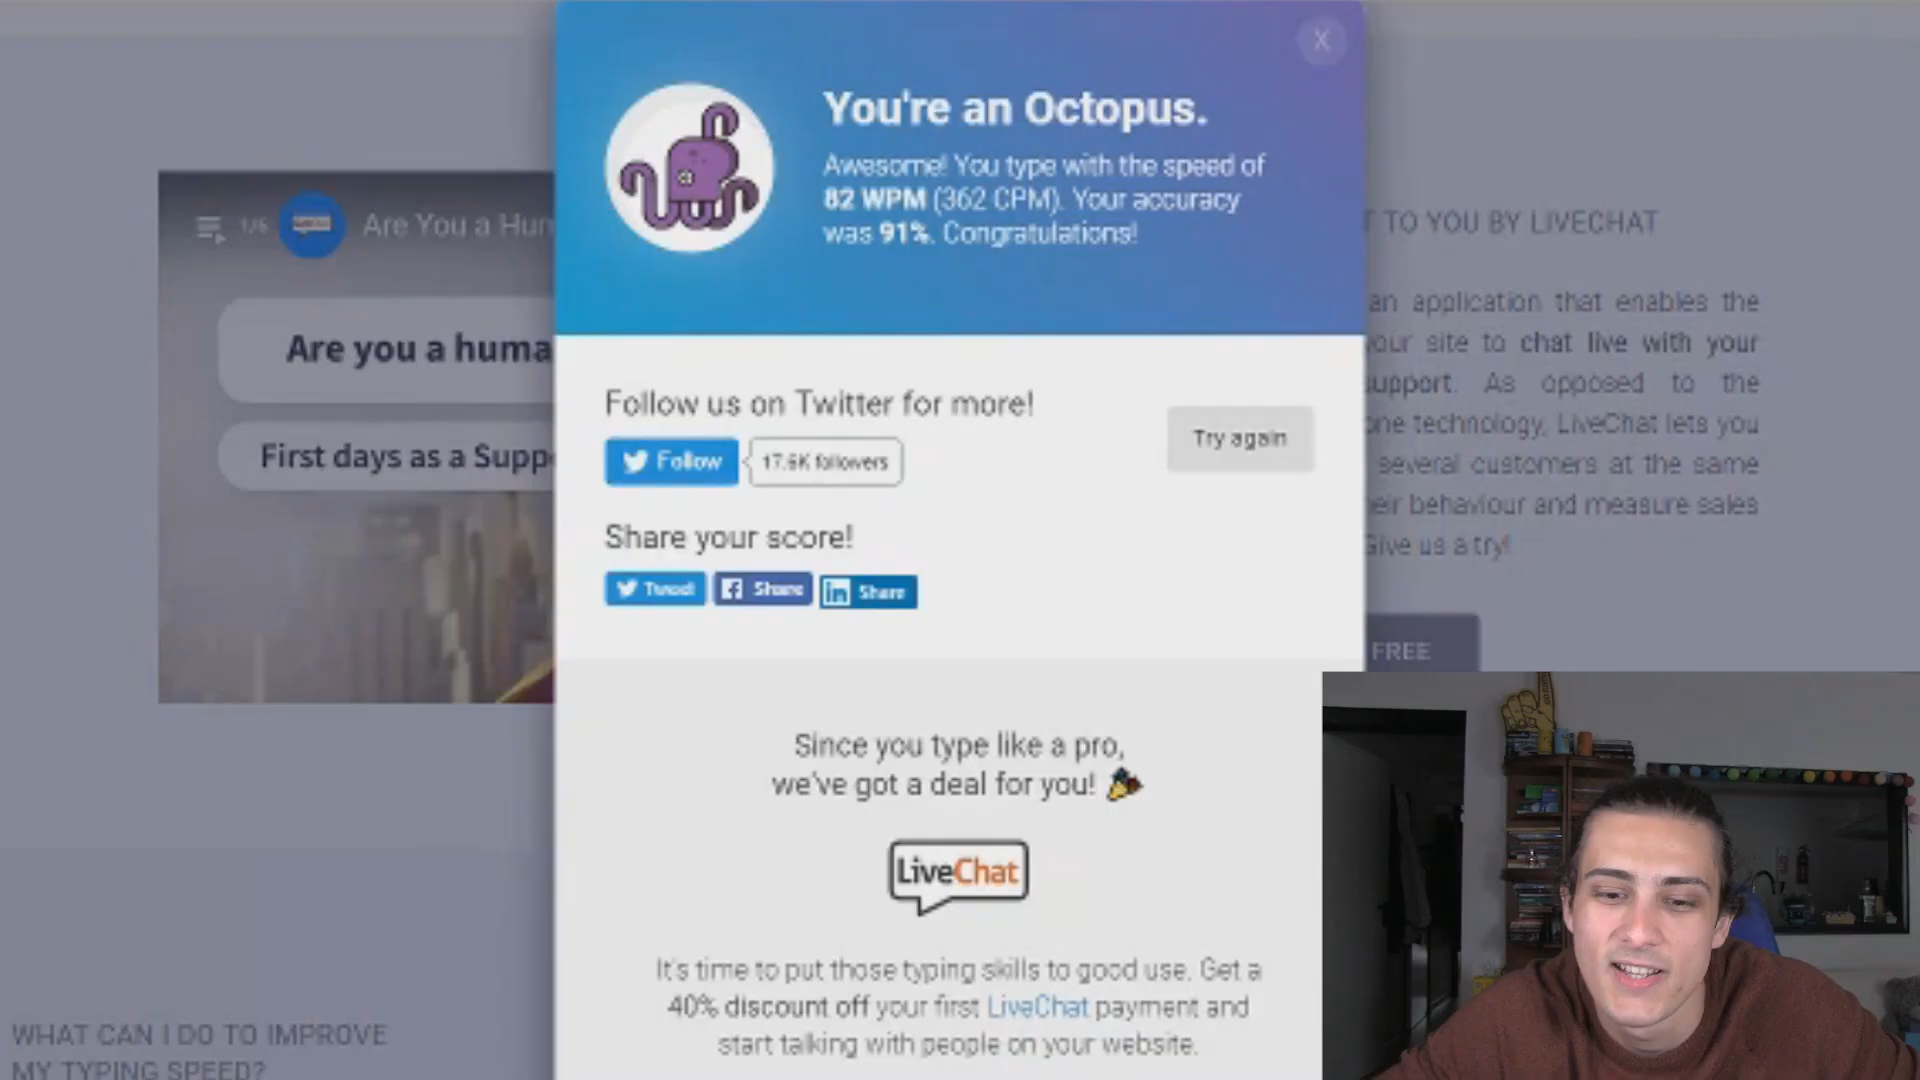 You're an Octopus.
Awesome! You type with the speed of
82 WPM (362 CPM). Your accuracy
was 91%. Congratulations!
X
1/6 Are You a Hun
Are you a huma
First days as a Supp
T TO YOU BY LIVECHAT
an application that enables the
your site to chat live with your
support. As opposed to the
one technology, LiveChat lets you
several customers at the same
heir behaviour and measure sales
Give us a try!
FREE
Follow us on Twitter for more!
Follow 17.6K followers
Try again
Share your score!
Tweet Share Share
Since you type like a pro,
we've got a deal for you!
LiveChat
It's time to put those typing skills to good use. Get a
40% discount off your first LiveChat payment and
start talking with people on your website.
WHAT CAN I DO TO IMPROVE
MY TYPING SPEED?